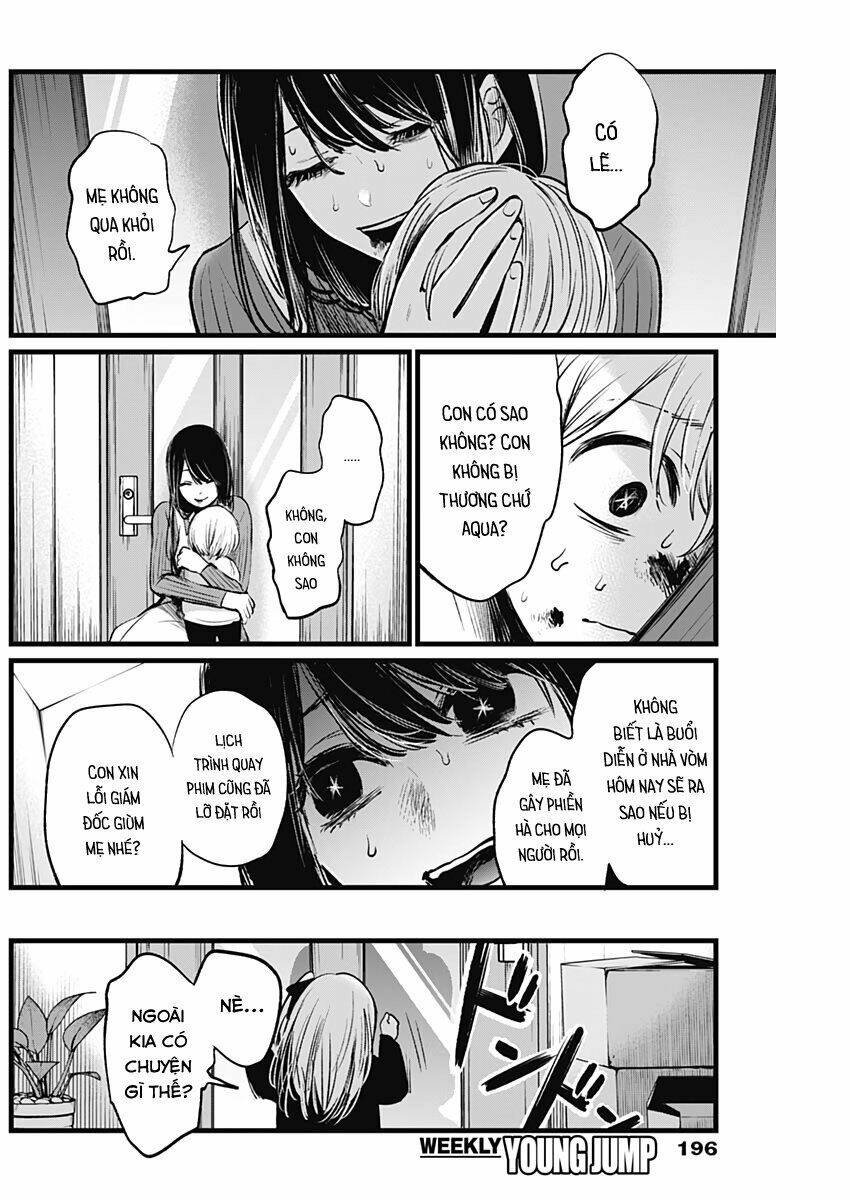 CÓ
LẼ...
MẸ KHÔNG
QUA KHỎI
RỒI.
CON CÓ SAO
KHÔNG? CON
KHÔNG BỊ
THƯƠNG CHỨ
AQUA?
......
KHÔNG,
CON
KHÔNG
SAO
KHÔNG
BIẾT LÀ BUỔI
DIỄN Ở NHÀ VÒM
HÔM NAY SẼ RA
SAO NẾU BỊ
HUỶ...
MẸ ĐÃ
GÂY PHIỀN
HÀ CHO MỌI
NGƯỜI RỒI.
LỊCH
TRÌNH QUAY
PHIM CŨNG ĐÃ
LỠ ĐẶT RỒI
CON XIN
LỖI GIÁM
ĐỐC GIÙM
MẸ NHÉ?
ドン
ドン
NÈ...
NGOÀI
KIA CÓ
CHUYỆN
GÌ THẾ?
WEEKLY YOUNG JUMP 196